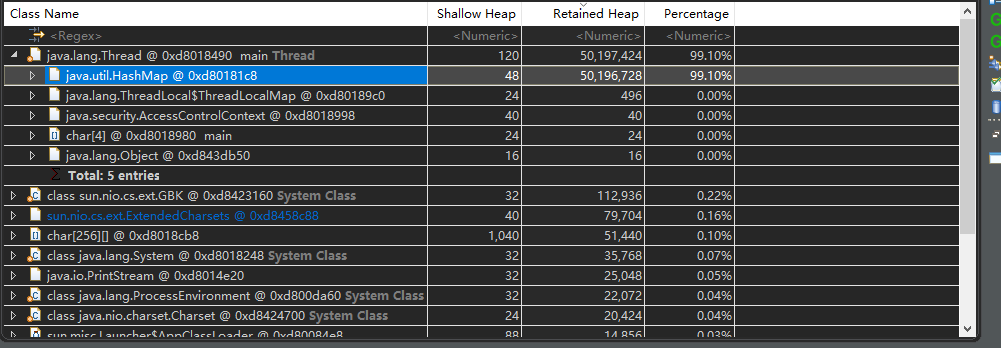 Class Name Shallow Heap Retained Heap Percentage
<Regex> <Numeric> <Numeric> <Numeric>
java.lang.Thread @ 0xd8018490 main Thread 120 50,197,424 99.10%
java.util.HashMap @ 0xd80181c8 48 50,196,728 99.10%
java.lang.ThreadLocal$ThreadLocalMap @ 0xd80189c0 24 496 0.00%
java.security.AccessControlContext @ 0xd8018998 40 40 0.00%
char[4] @ 0xd8018980 main 24 24 0.00%
java.lang.Object @ 0xd843db50 16 16 0.00%
Σ Total: 5 entries
class sun.nio.cs.ext.GBK @ 0xd8423160 System Class 32 112,936 0.22%
sun.nio.cs.ext.ExtendedCharsets @ 0xd8458c88 40 79,704 0.16%
char[256][] @ 0xd8018cb8 1,040 51,440 0.10%
class java.lang.System @ 0xd8018248 System Class 32 35,768 0.07%
java.io.PrintStream @ 0xd8014e20 32 25,048 0.05%
class java.lang.ProcessEnvironment @ 0xd800da60 System Class 32 22,072 0.04%
class java.nio.charset.Charset @ 0xd8424700 System Class 24 20,424 0.04%
sun.misc.Launcher$AppClassLoader @ 0xd80084e8 88 14,856 0.03%